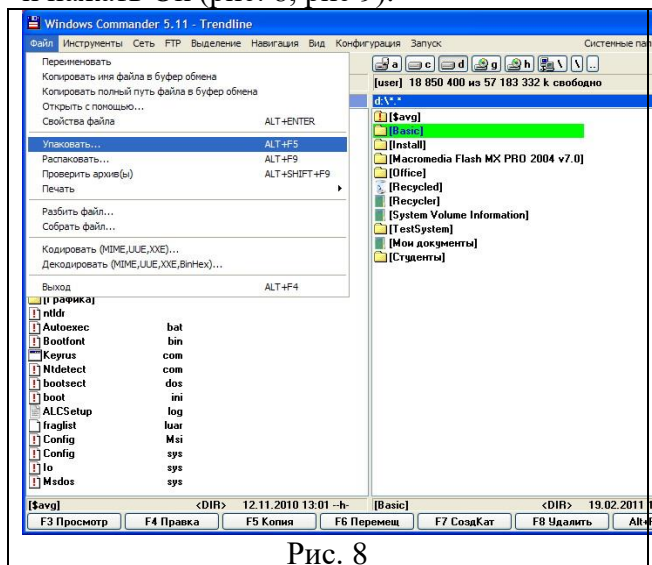 и нажать Ок (рис. 8, рис 9).
Windows Commander 5.11 - Trendline
Файл Инструменты Сеть FTP Выделение Навигация Вид Конфигурация Запуск Системные пап
Переименовать
Копировать имя файла в буфер обмена
Копировать полный путь файла в буфер обмена
Открыть с помощью...
Свойства файла ALT+ENTER
Упаковать... ALT+F5
Распаковать... ALT+F9
Проверить архив(ы) ALT+SHIFT+F9
Печать
Разбить файл...
Собрать файл...
Кодировать (MIME,UUE,XXE)...
Декодировать (MIME,UUE,XXE,BinHex)...
Выход ALT+F4
[Графика]
ntldr
Autoexec bat
Bootfont bin
Keyrus com
Ntdetect com
bootsect dos
boot ini
ALCSetup log
fraglist luar
Config Msi
Config sys
Io sys
Msdos sys
[$avg] <DIR> 12.11.2010 13:01 --h-
a c d g h \ \ ..
[user] 18 850 400 из 57 183 332 k свободно
d:\*.*
[$avg]
[Basic]
[Install]
[Macromedia Flash MX PRO 2004 v7.0]
[Office]
[Recycled]
[Recycler]
[System Volume Information]
[TestSystem]
[Мои документы]
[Студенты]
[Basic] <DIR> 19.02.2011 1
F3 Просмотр F4 Правка F5 Копия F6 Перемещ F7 СоздКат F8 Удалить Alt+F
Рис. 8